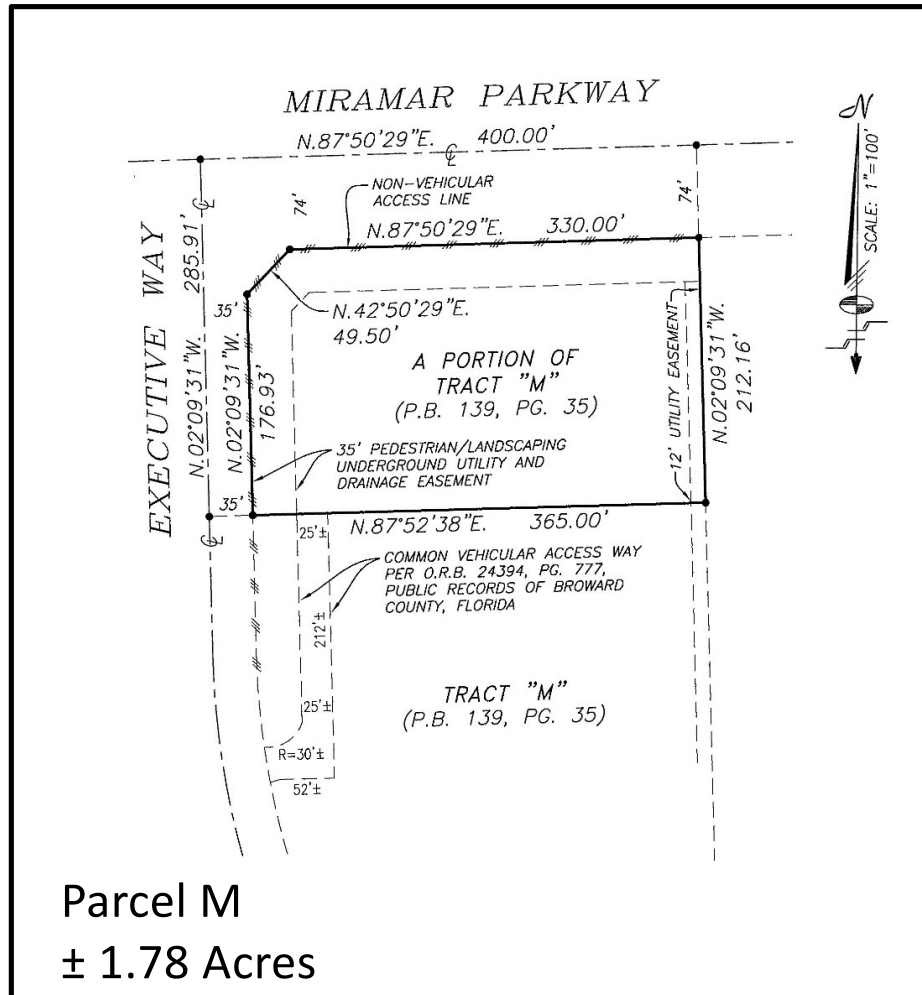 MIRAMAR PARKWAY
N.87°50'29"E. 400.00'
℄
NON-VEHICULAR
ACCESS LINE
74'
74'
N.87°50'29"E. 330.00'
N
SCALE: 1"=100'
EXECUTIVE WAY
℄
N.02°09'31"W. 285.91'
35'
N.02°09'31"W.
176.93'
N.42°50'29"E.
49.50'
A PORTION OF
TRACT "M"
(P.B. 139, PG. 35)
12' UTILITY EASEMENT
N.02°09'31"W.
212.16'
35' PEDESTRIAN/LANDSCAPING
UNDERGROUND UTILITY AND
DRAINAGE EASEMENT
35'
℄
N.87°52'38"E. 365.00'
25'±
COMMON VEHICULAR ACCESS WAY
PER O.R.B. 24394, PG. 777,
PUBLIC RECORDS OF BROWARD
COUNTY, FLORIDA
212'±
25'±
R=30'±
52'±
TRACT "M"
(P.B. 139, PG. 35)
Parcel M
± 1.78 Acres